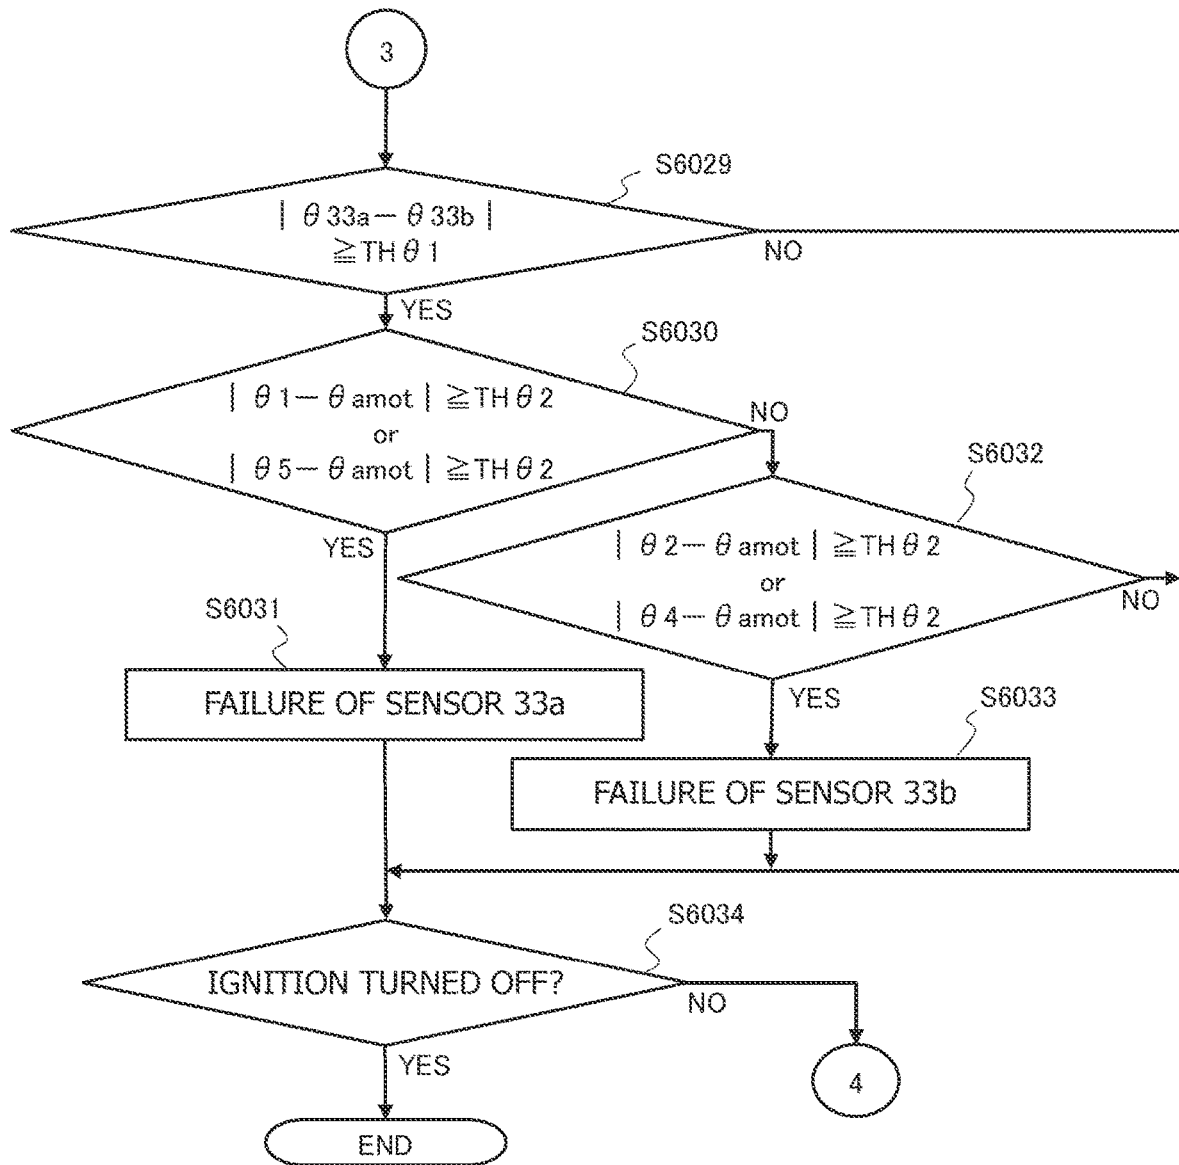 3
S6029
| θ33a－θ33b |
≧THθ1
NO
YES
S6030
| θ1－θamot | ≧THθ2
or
| θ5－θamot | ≧THθ2
NO
YES
S6032
| θ2－θamot | ≧THθ2
or
| θ4－θamot | ≧THθ2
NO
YES
S6031
FAILURE OF SENSOR 33a
S6033
FAILURE OF SENSOR 33b
S6034
IGNITION TURNED OFF?
NO
YES
4
END